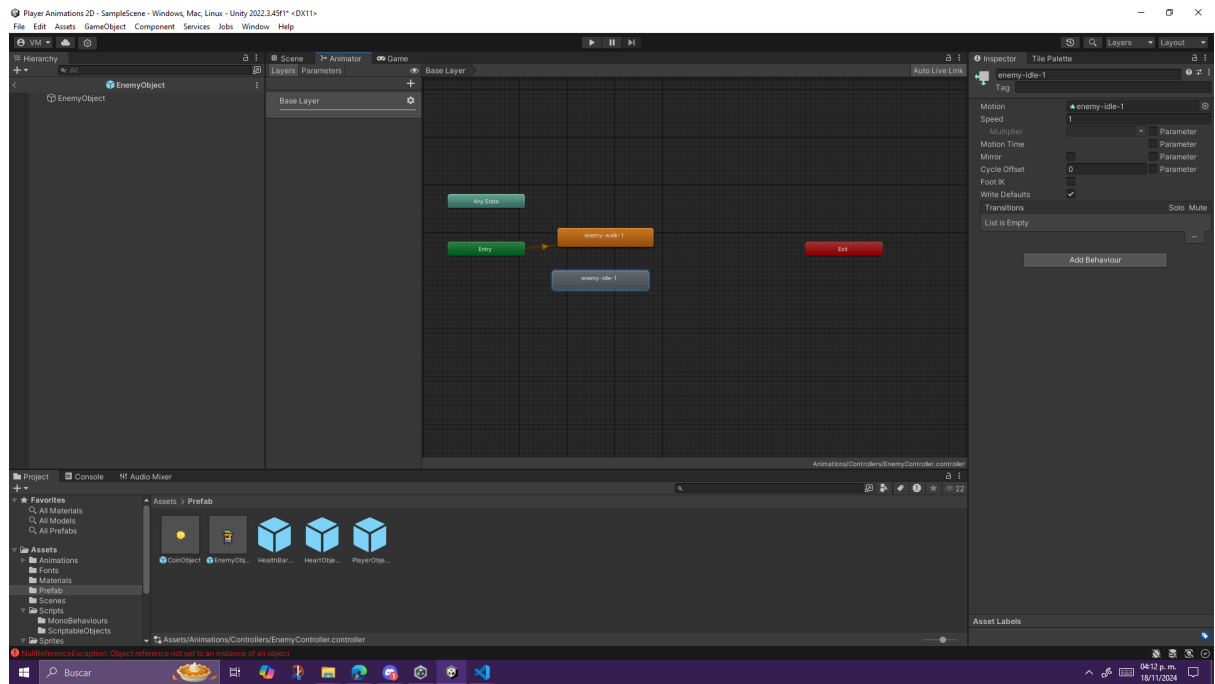 Player Animations 2D - SampleScene - Windows, Mac, Linux - Unity 2022.3.45f1* <DX11>
File Edit Assets GameObject Component Services Jobs Window Help
VM
Layers Layout
Hierarchy
All
EnemyObject
EnemyObject
Scene Animator Game
Layers Parameters
Base Layer
Auto Live Link
Base Layer
Any State
enemy-walk-1
Entry
Exit
enemy-idle-1
Animations/Controllers/EnemyController.controller
Inspector Tile Palette
enemy-idle-1
Tag
Motion enemy-idle-1
Speed 1
Multiplier Parameter
Motion Time Parameter
Mirror Parameter
Cycle Offset 0 Parameter
Foot IK
Write Defaults
Transitions Solo Mute
List is Empty
Add Behaviour
Asset Labels
Project Console Audio Mixer
22
Favorites
All Materials
All Models
All Prefabs
Assets
Animations
Fonts
Materials
Prefab
Scenes
Scripts
MonoBehaviours
ScriptableObjects
Sprites
Assets > Prefab
CoinObject EnemyObj... HealthBar... HeartObje... PlayerObje...
Assets/Animations/Controllers/EnemyController.controller
NullReferenceException: Object reference not set to an instance of an object
Buscar
04:12 p. m.
18/11/2024